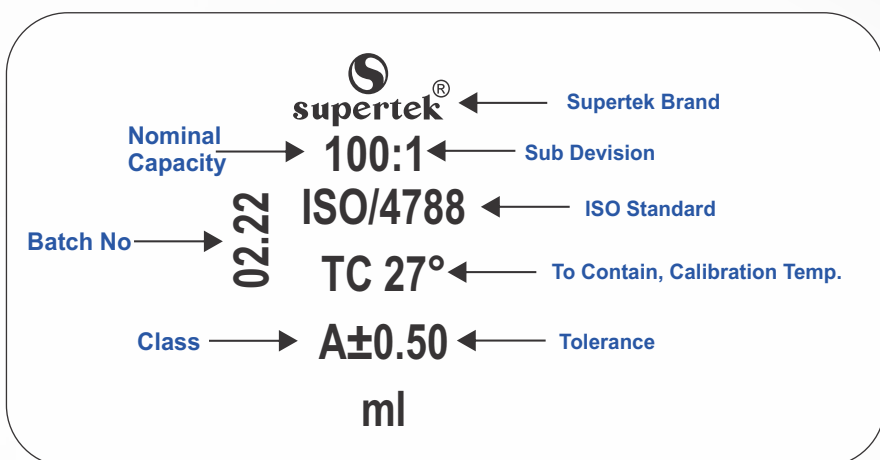 supertek®
Supertek Brand
Nominal
Capacity
100:1
Sub Devision
02.22
ISO/4788
ISO Standard
Batch No
TC 27°
To Contain, Calibration Temp.
Class
A±0.50
Tolerance
ml